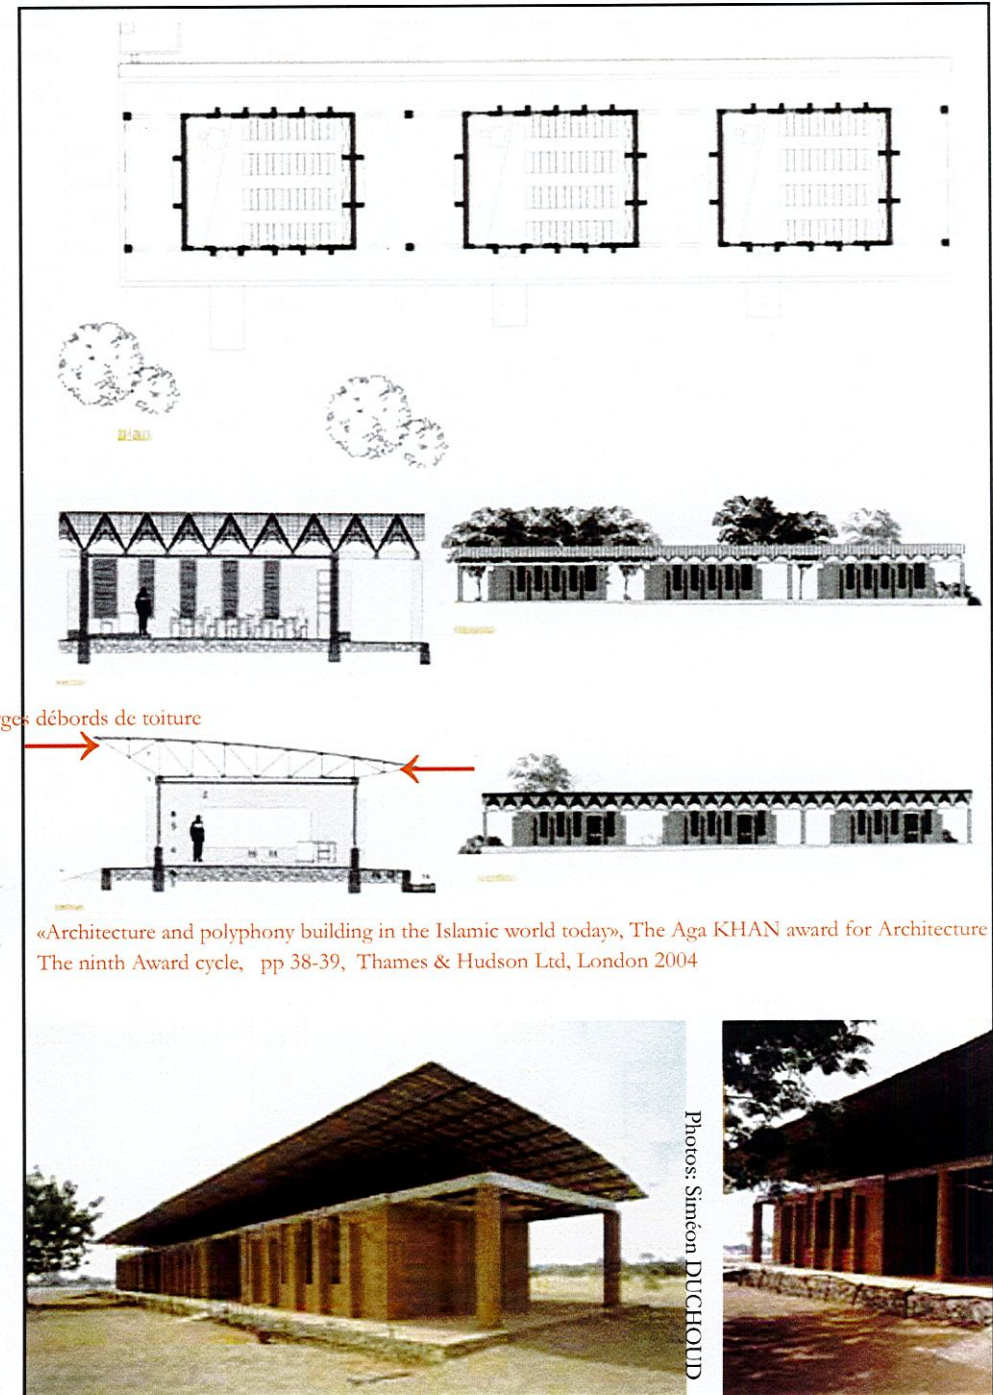 débords de toiture
«Architecture and polyphony building in the Islamic world today», The Aga KHAN award for Architecture
The ninth Award cycle, pp 38-39, Thames & Hudson Ltd, London 2004
Photos: Siméon DUCHOUD